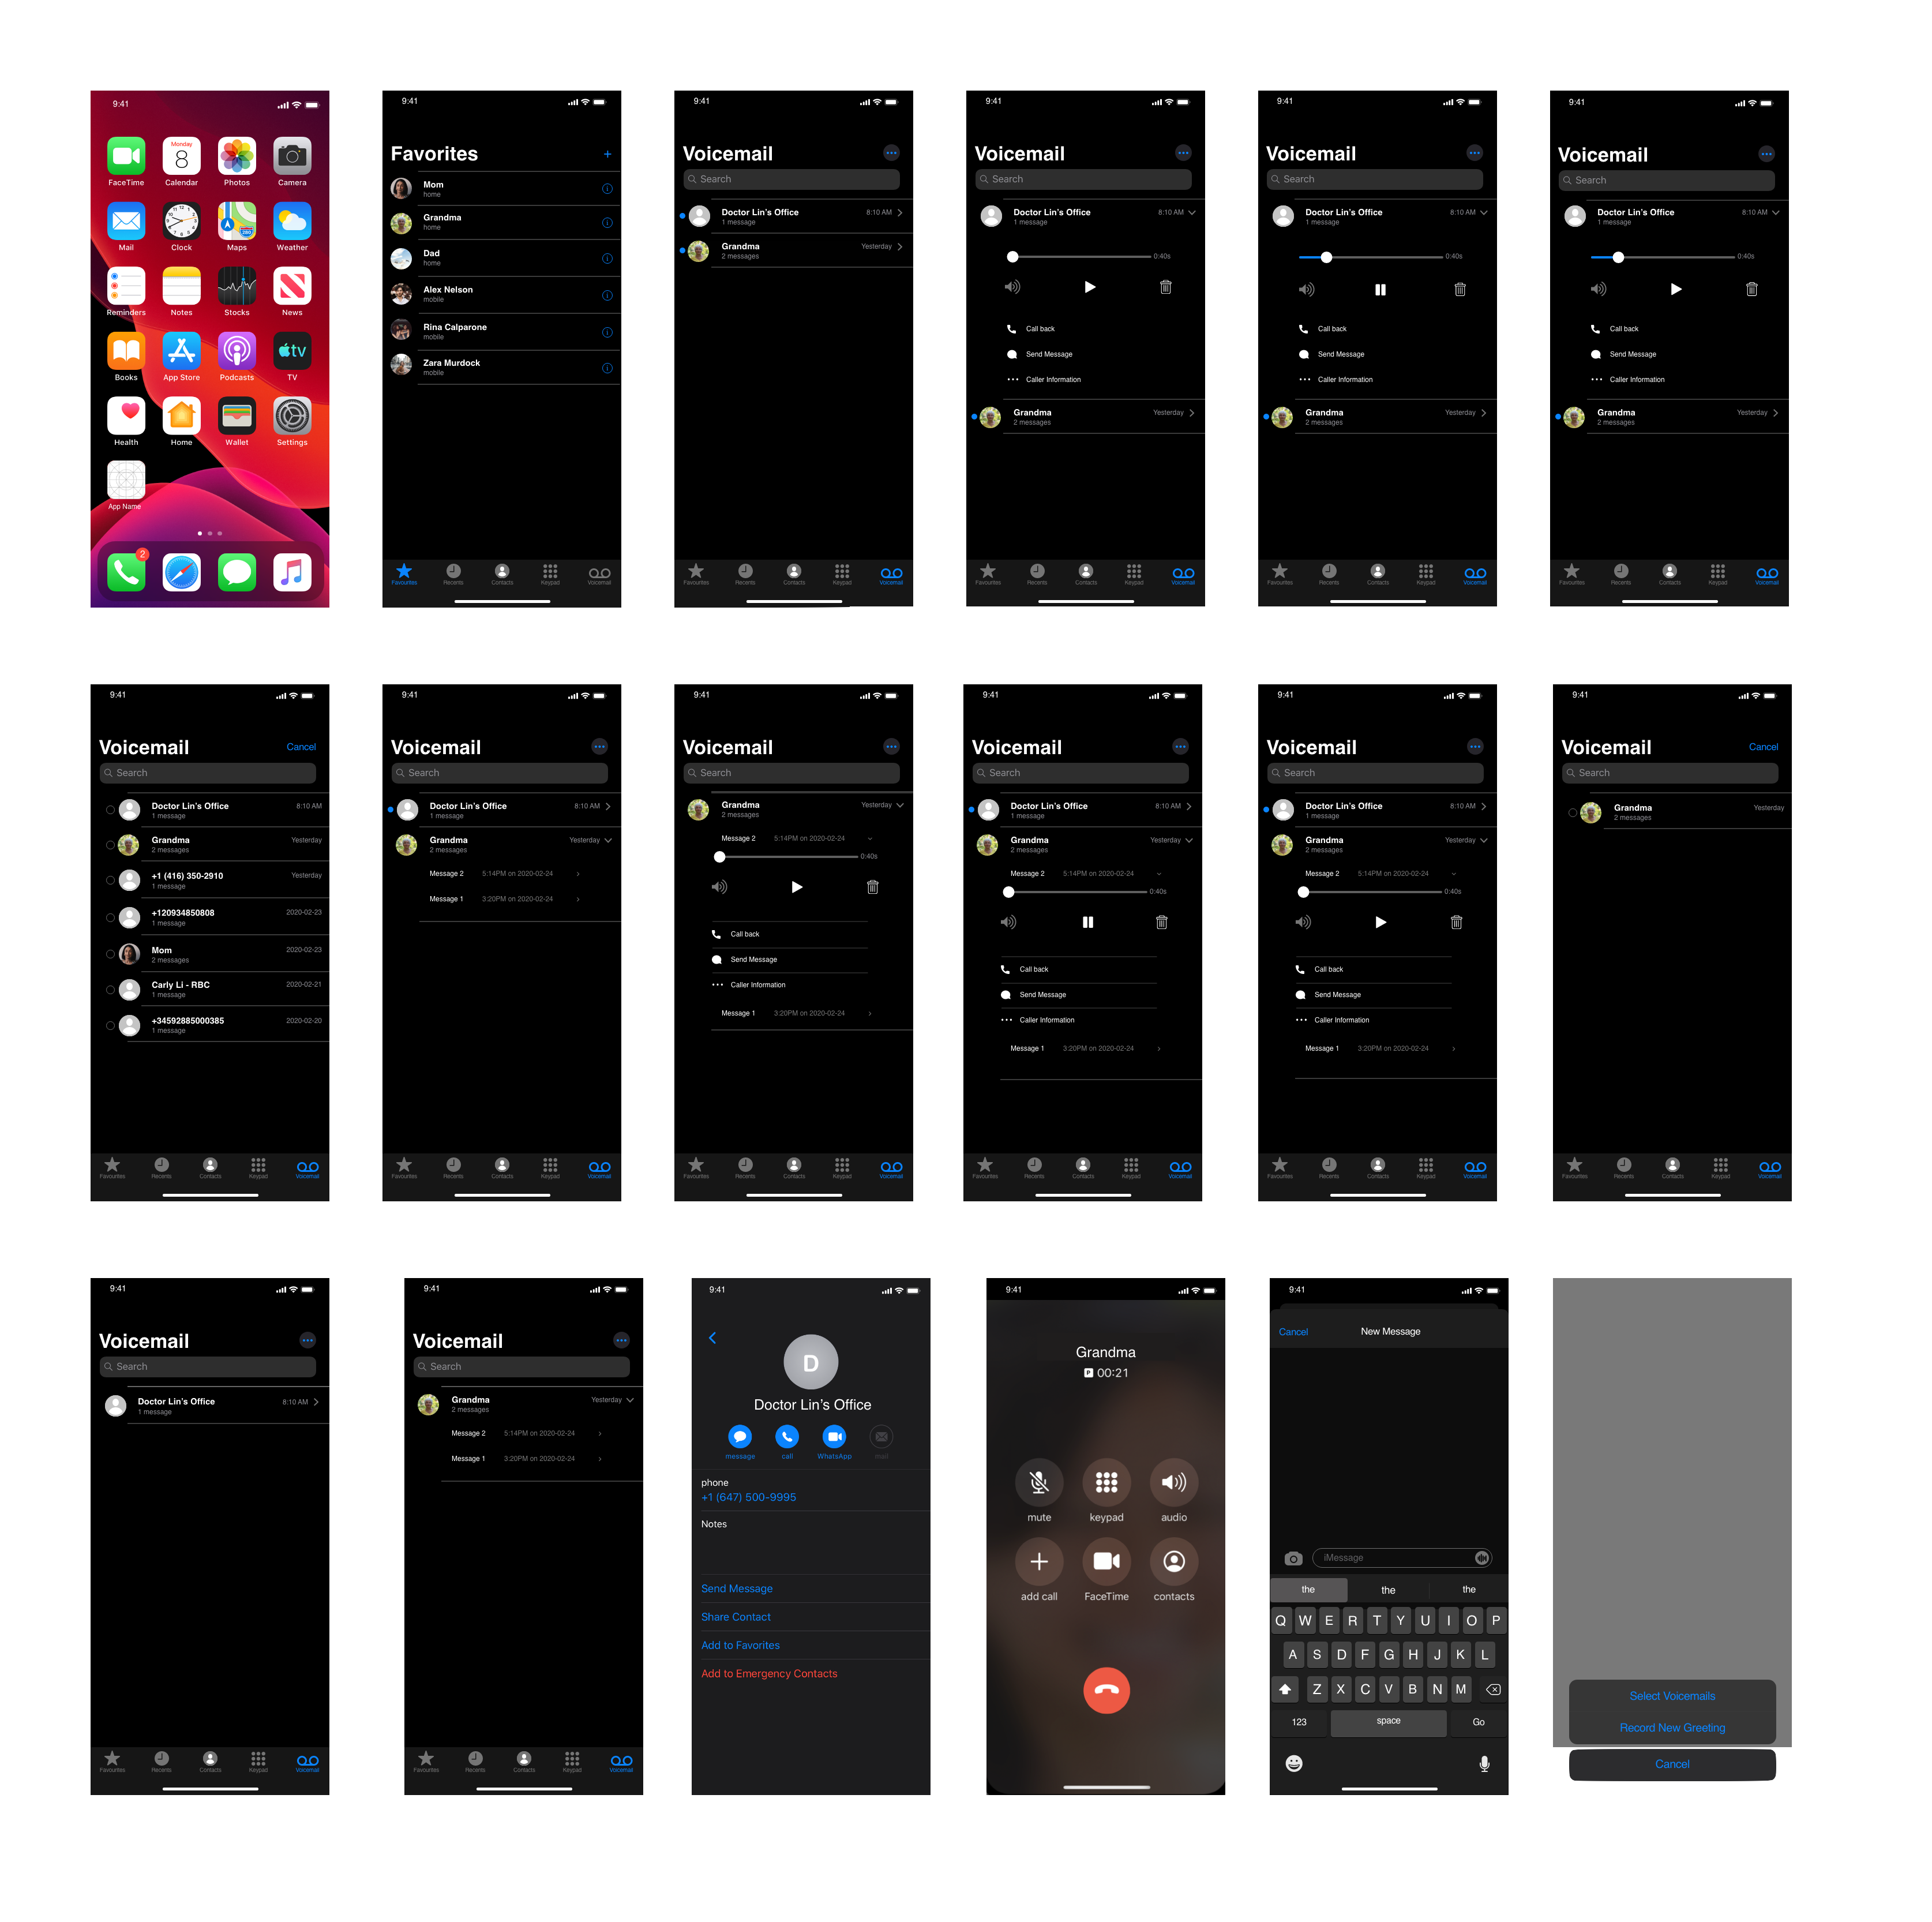 9:41
Monday
8
FaceTime
Calendar
Photos
Camera
Mail
Clock
Maps
Weather
Reminders
Notes
Stocks
News
tv
Books
App Store
Podcasts
TV
Health
Home
Wallet
Settings
App Name
2
9:41
Favorites +
Mom
home
Grandma
home
Dad
home
Alex Nelson
mobile
Rina Calparone
mobile
Zara Murdock
mobile
Favourites Recents Contacts Keypad Voicemail
9:41
Voicemail
Search
Doctor Lin's Office 8:10 AM
1 message
Grandma Yesterday
2 messages
Favourites Recents Contacts Keypad Voicemail
9:41
Voicemail
Search
Doctor Lin's Office 8:10 AM
1 message
0:40s
Call back
Send Message
Caller Information
Grandma Yesterday
2 messages
Favourites Recents Contacts Keypad Voicemail
9:41
Voicemail
Search
Doctor Lin's Office 8:10 AM
1 message
0:40s
Call back
Send Message
Caller Information
Grandma Yesterday
2 messages
Favourites Recents Contacts Keypad Voicemail
9:41
Voicemail
Search
Doctor Lin's Office 8:10 AM
1 message
0:40s
Call back
Send Message
Caller Information
Grandma Yesterday
2 messages
Favourites Recents Contacts Keypad Voicemail
9:41
Voicemail Cancel
Search
Doctor Lin's Office 8:10 AM
1 message
Grandma Yesterday
2 messages
+1 (416) 350-2910 Yesterday
1 message
+120934850808 2020-02-23
1 message
Mom 2020-02-23
2 messages
Carly Li - RBC 2020-02-21
1 message
+34592885000385 2020-02-20
1 message
Favourites Recents Contacts Keypad Voicemail
9:41
Voicemail
Search
Doctor Lin's Office 8:10 AM
1 message
Grandma Yesterday
2 messages
Message 2 5:14PM on 2020-02-24
Message 1 3:20PM on 2020-02-24
Favourites Recents Contacts Keypad Voicemail
9:41
Voicemail
Search
Grandma Yesterday
2 messages
Message 2 5:14PM on 2020-02-24
0:40s
Call back
Send Message
Caller Information
Message 1 3:20PM on 2020-02-24
Favourites Recents Contacts Keypad Voicemail
9:41
Voicemail
Search
Doctor Lin's Office 8:10 AM
1 message
Grandma Yesterday
2 messages
Message 2 5:14PM on 2020-02-24
0:40s
Call back
Send Message
Caller Information
Message 1 3:20PM on 2020-02-24
Favourites Recents Contacts Keypad Voicemail
9:41
Voicemail
Search
Doctor Lin's Office 8:10 AM
1 message
Grandma Yesterday
2 messages
Message 2 5:14PM on 2020-02-24
0:40s
Call back
Send Message
Caller Information
Message 1 3:20PM on 2020-02-24
Favourites Recents Contacts Keypad Voicemail
9:41
Voicemail Cancel
Search
Grandma Yesterday
2 messages
Favourites Recents Contacts Keypad Voicemail
9:41
Voicemail
Search
Doctor Lin's Office 8:10 AM
1 message
Favourites Recents Contacts Keypad Voicemail
9:41
Voicemail
Search
Grandma Yesterday
2 messages
Message 2 5:14PM on 2020-02-24
Message 1 3:20PM on 2020-02-24
Favourites Recents Contacts Keypad Voicemail
9:41
D
Doctor Lin's Office
message call WhatsApp mail
phone
+1 (647) 500-9995
Notes
Send Message
Share Contact
Add to Favorites
Add to Emergency Contacts
9:41
Grandma
P 00:21
mute keypad audio
add call FaceTime contacts
9:41
Cancel New Message
iMessage
the the the
Q W E R T Y U I O P
A S D F G H J K L
Z X C V B N M
123 space Go
Select Voicemails
Record New Greeting
Cancel